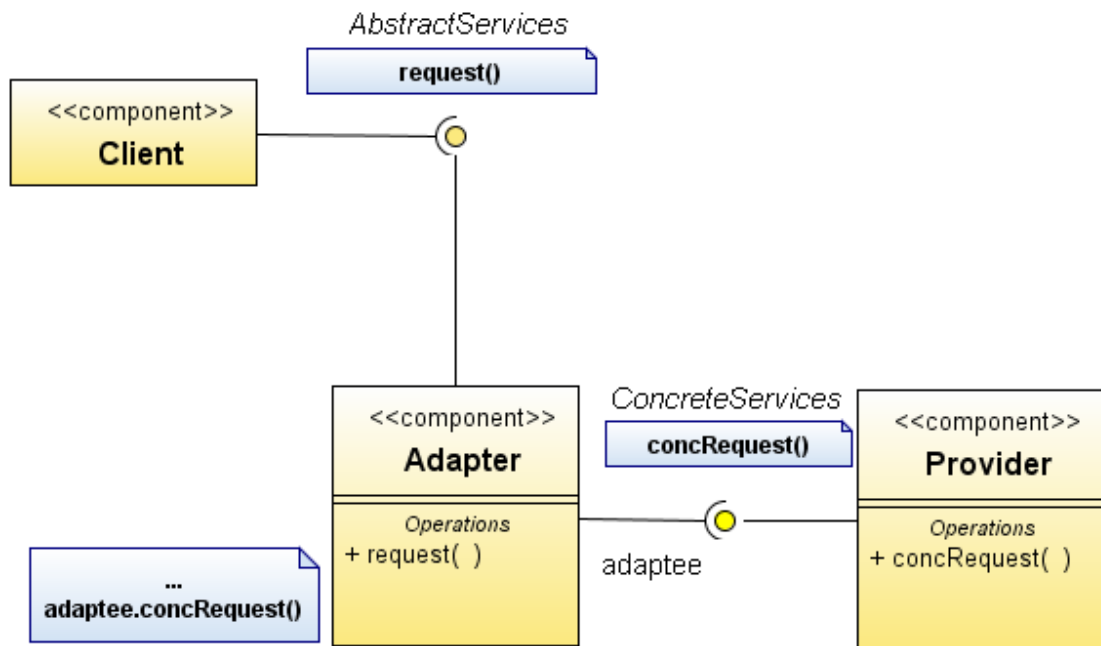 AbstractServices
request()
<<component>>
Client
<<component>>
Adapter
Operations
+ request( )
...
adaptee.concRequest()
ConcreteServices
concRequest()
adaptee
<<component>>
Provider
Operations
+ concRequest( )